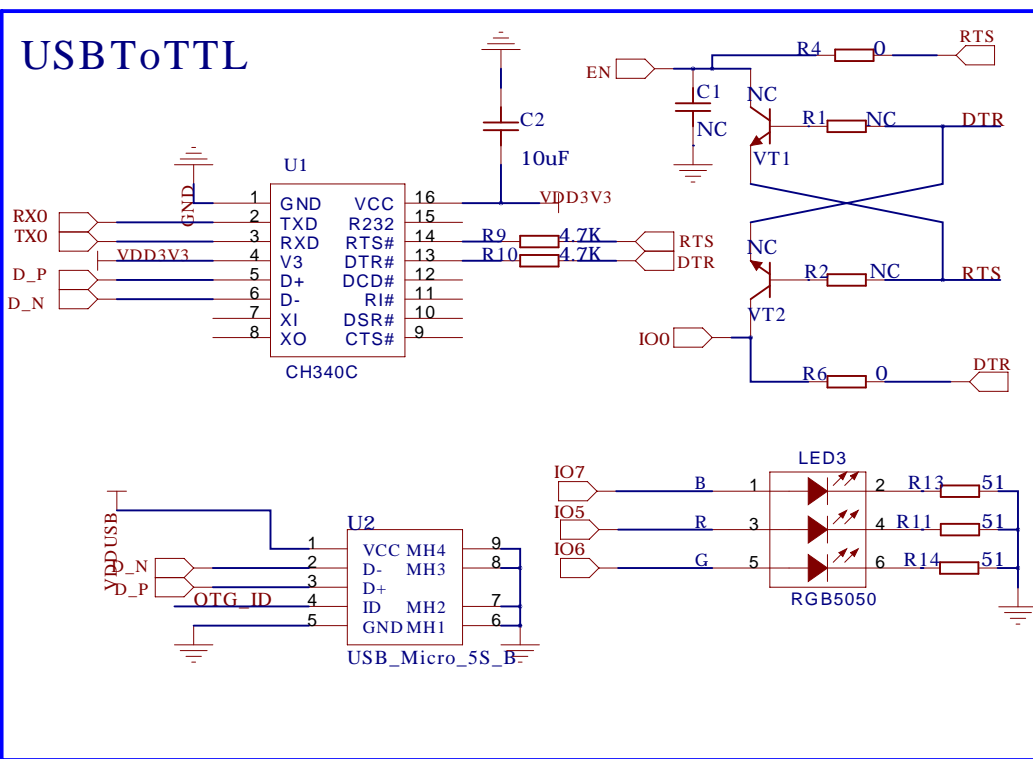 USBToTTL
C2
10uF
U1
GND
1 GND VCC 16 VDD3V3
RX0 2 TXD R232 15
TX0 3 RXD RTS# 14 R9 4.7K RTS
VDD3V3 4 V3 DTR# 13 R10 4.7K DTR
D_P 5 D+ DCD# 12
D_N 6 D- RI# 11
7 XI DSR# 10
8 XO CTS# 9
CH340C
R4 0 RTS
EN
C1 NC
NC
R1 NC DTR
VT1
NC
R2 NC RTS
VT2
IO0
R6 0 DTR
LED3
IO7 B 1 2 R13 51
IO5 R 3 4 R11 51
IO6 G 5 6 R14 51
RGB5050
VDDUSB
U2
1 VCC MH4 9
D_N 2 D- MH3 8
D_P 3 D+
OTG_ID 4 ID MH2 7
5 GND MH1 6
USB_Micro_5S_B